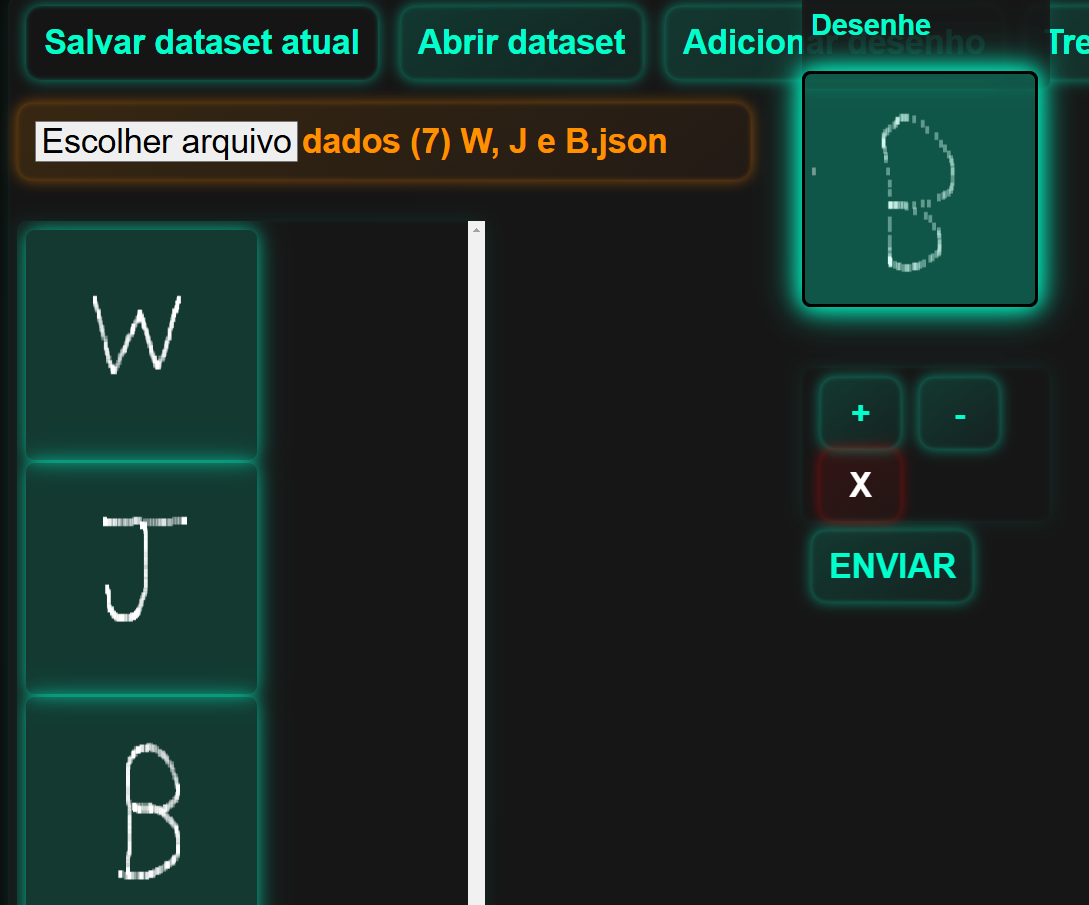 Salvar dataset atual Abrir dataset Adicionar desenho Tre
Desenhe
Escolher arquivo dados (7) W, J e B.json
B
W
+ -
X
J
ENVIAR
B